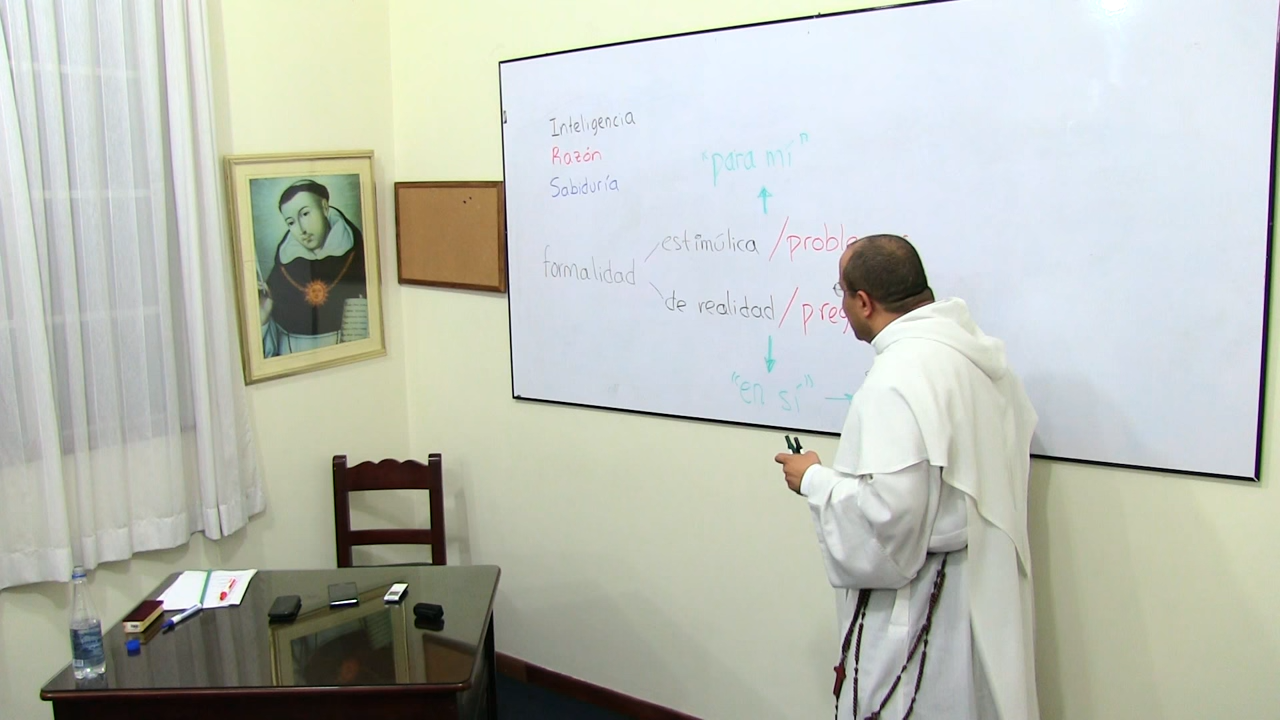 Inteligencia
Razón
Sabiduría
"para mí"
estimúlica /
formalidad
de realidad /
"en sí" →